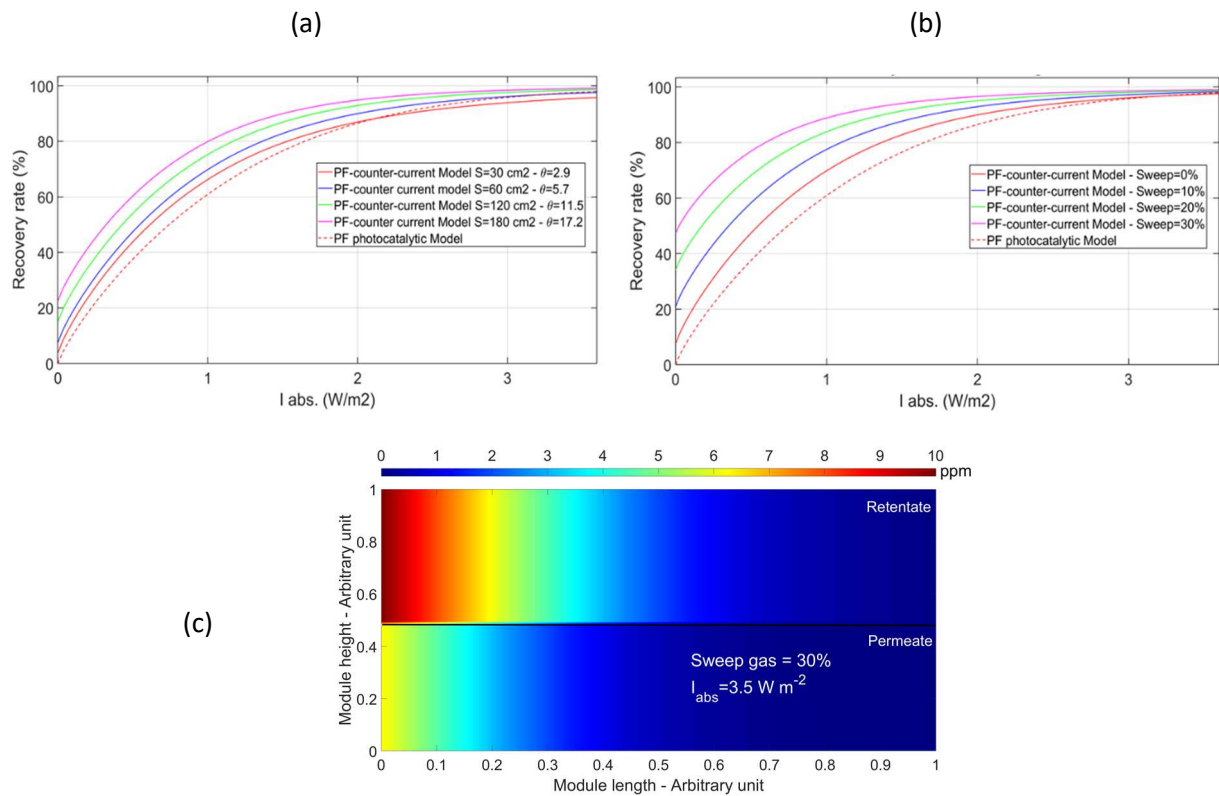 (a)
(b)
100
80
60
40
20
0
Recovery rate (%)
0 1 2 3
I abs. (W/m2)
PF-counter-current Model S=30 cm2 - θ=2.9
PF-counter current model S=60 cm2 - θ=5.7
PF-counter-current Model S=120 cm2 - θ=11.5
PF-counter current Model S=180 cm2 - θ=17.2
PF photocatalytic Model
100
80
60
40
20
0
Recovery rate (%)
0 1 2 3
I abs. (W/m2)
PF-counter-current Model - Sweep=0%
PF-counter-current Model - Sweep=10%
PF-counter-current Model - Sweep=20%
PF-counter-current Model - Sweep=30%
PF photocatalytic Model
(c)
0 1 2 3 4 5 6 7 8 9 10
ppm
1
0.8
0.6
0.4
0.2
0
Module height - Arbitrary unit
Retentate
Permeate
Sweep gas = 30%
I_abs=3.5 W m^-2
0 0.1 0.2 0.3 0.4 0.5 0.6 0.7 0.8 0.9 1
Module length - Arbitrary unit